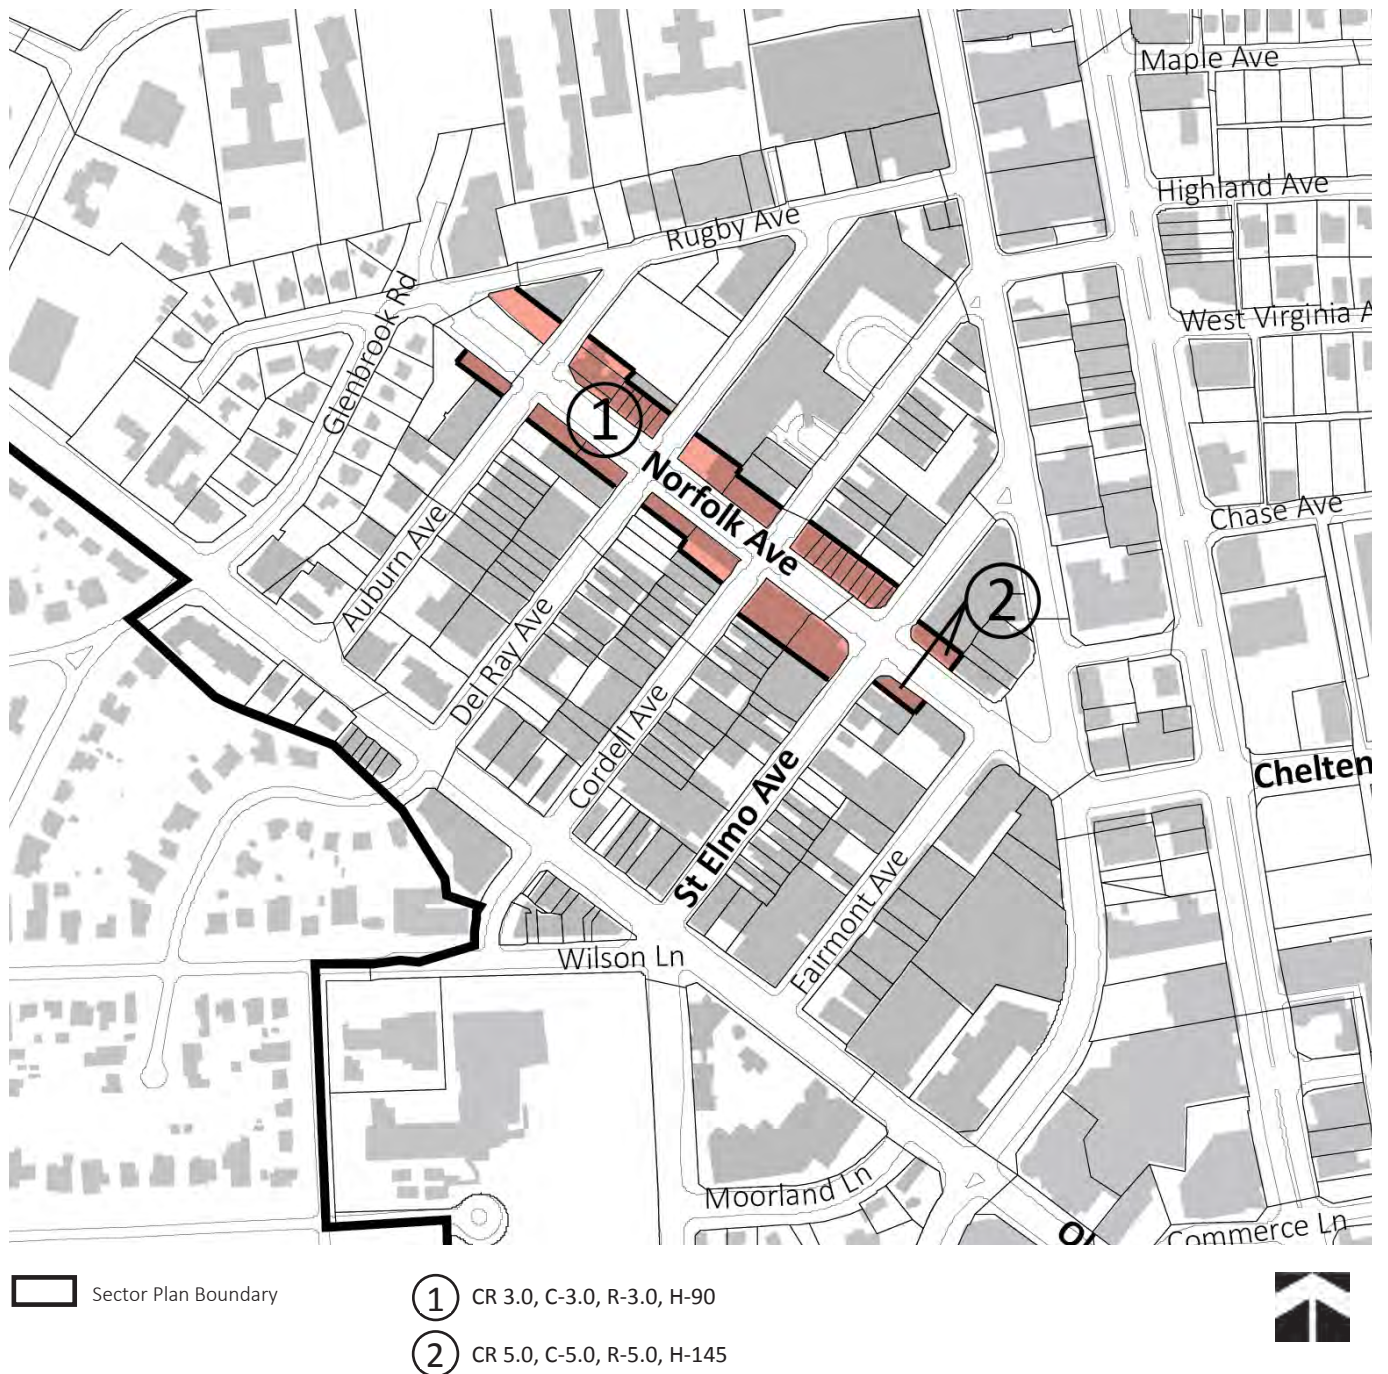 Maple Ave
Highland Ave
Rugby Ave
Glenbrook Rd
West Virginia A
1
Norfolk Ave
Chase Ave
Auburn Ave
2
Del Ray Ave
Cordell Ave
St Elmo Ave
Chelten
Fairmont Ave
Wilson Ln
Moorland Ln
Ol
Commerce Ln
Sector Plan Boundary
1 CR 3.0, C-3.0, R-3.0, H-90
2 CR 5.0, C-5.0, R-5.0, H-145